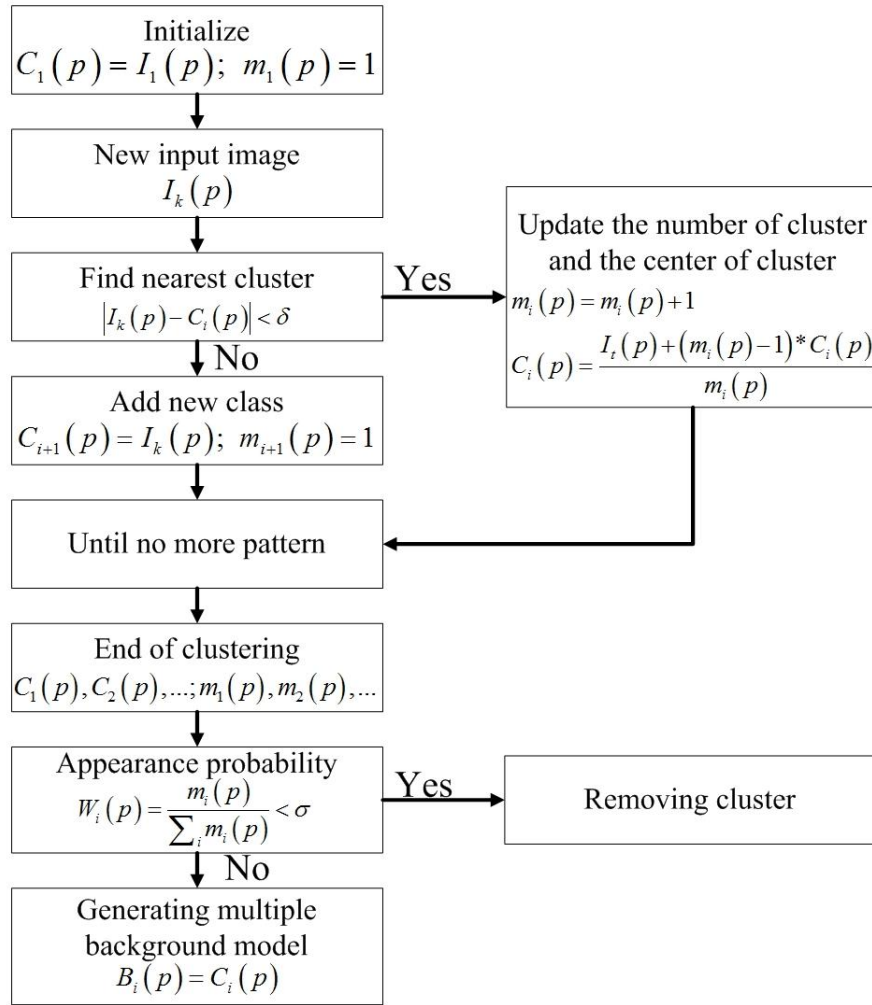 Initialize
C_1(p) = I_1(p); m_1(p) = 1
New input image
I_k(p)
Find nearest cluster
|I_k(p) − C_i(p)| < δ
Yes
Update the number of cluster
and the center of cluster
m_i(p) = m_i(p) + 1
C_i(p) = \frac{I_t(p) + (m_i(p) − 1) * C_i(p)}{m_i(p)}
No
Add new class
C_{i+1}(p) = I_k(p); m_{i+1}(p) = 1
Until no more pattern
End of clustering
C_1(p), C_2(p), ...; m_1(p), m_2(p), ...
Appearance probability
W_i(p) = \frac{m_i(p)}{∑_i m_i(p)} < σ
Yes
Removing cluster
No
Generating multiple
background model
B_i(p) = C_i(p)